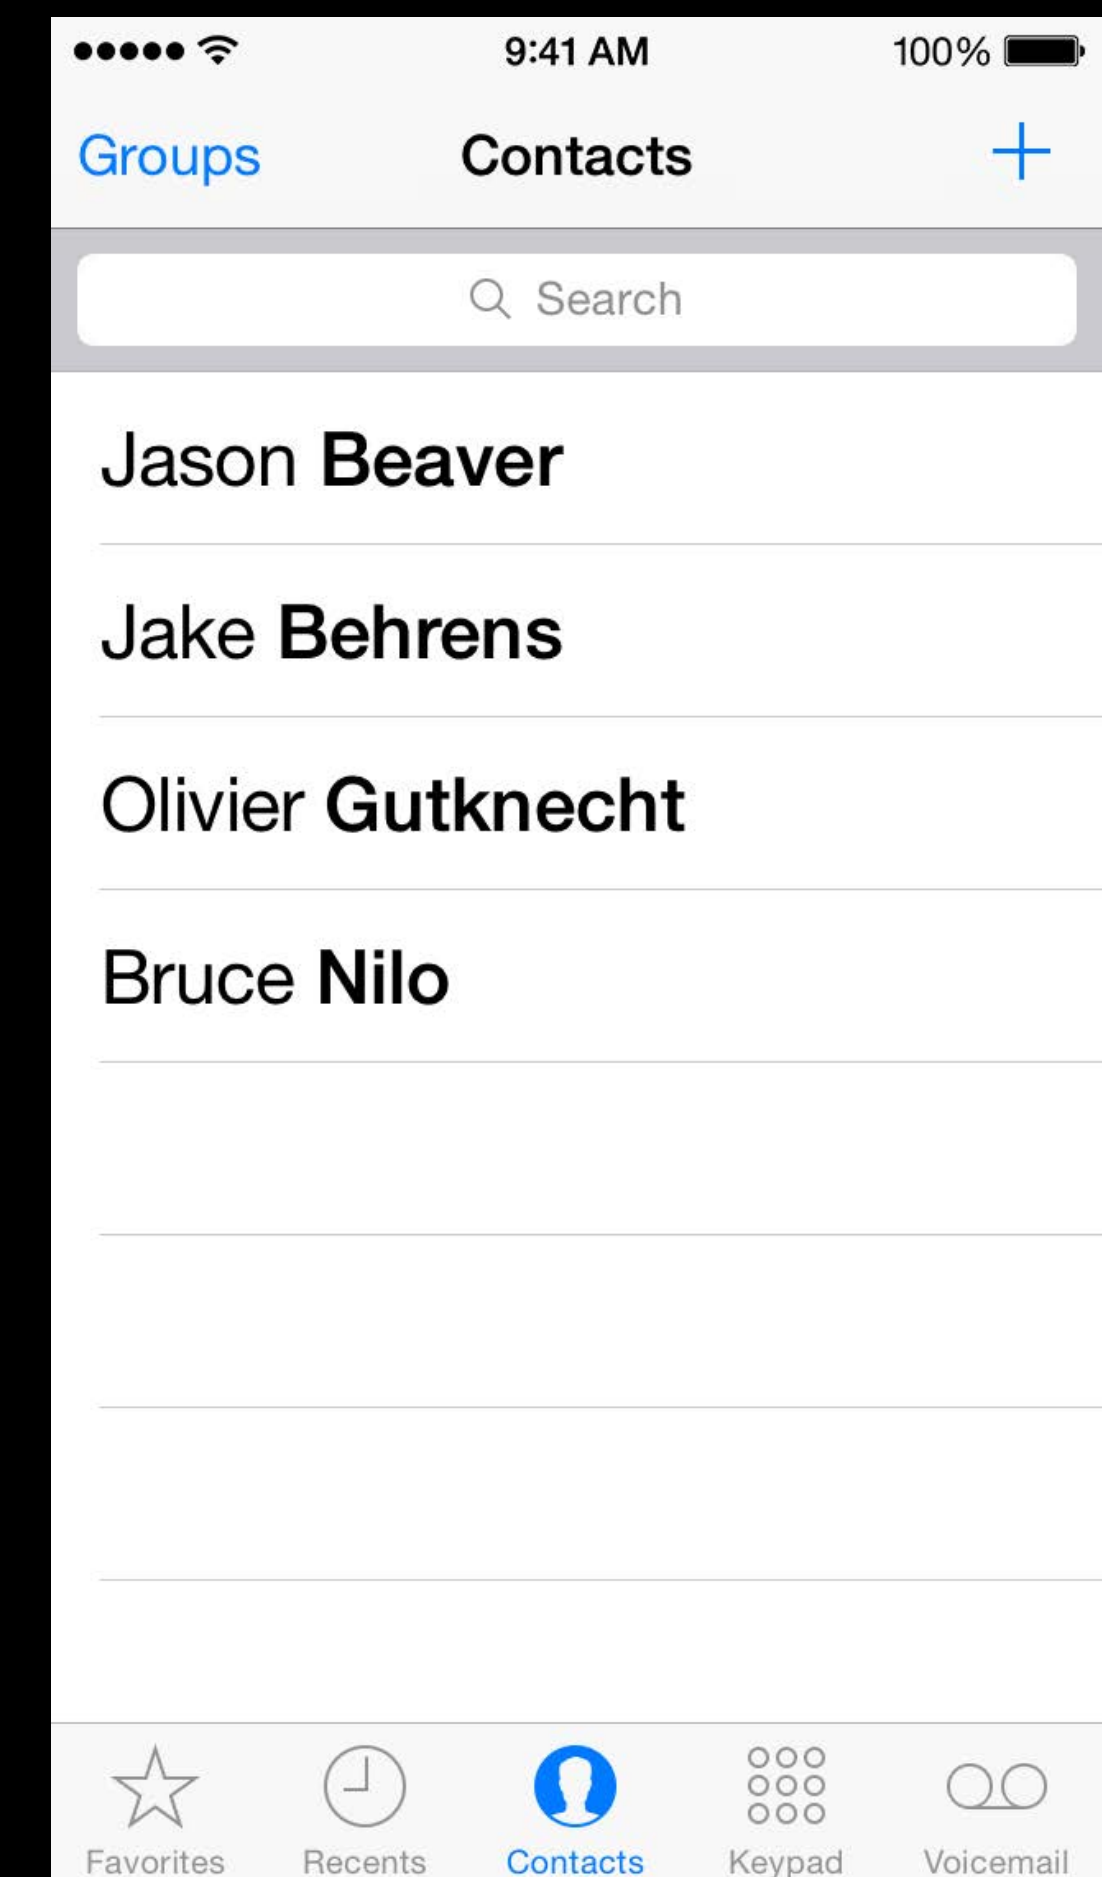 9:41 AM 100%
Groups Contacts +
Search
Jason Beaver
Jake Behrens
Olivier Gutknecht
Bruce Nilo
Favorites Recents Contacts Keypad Voicemail